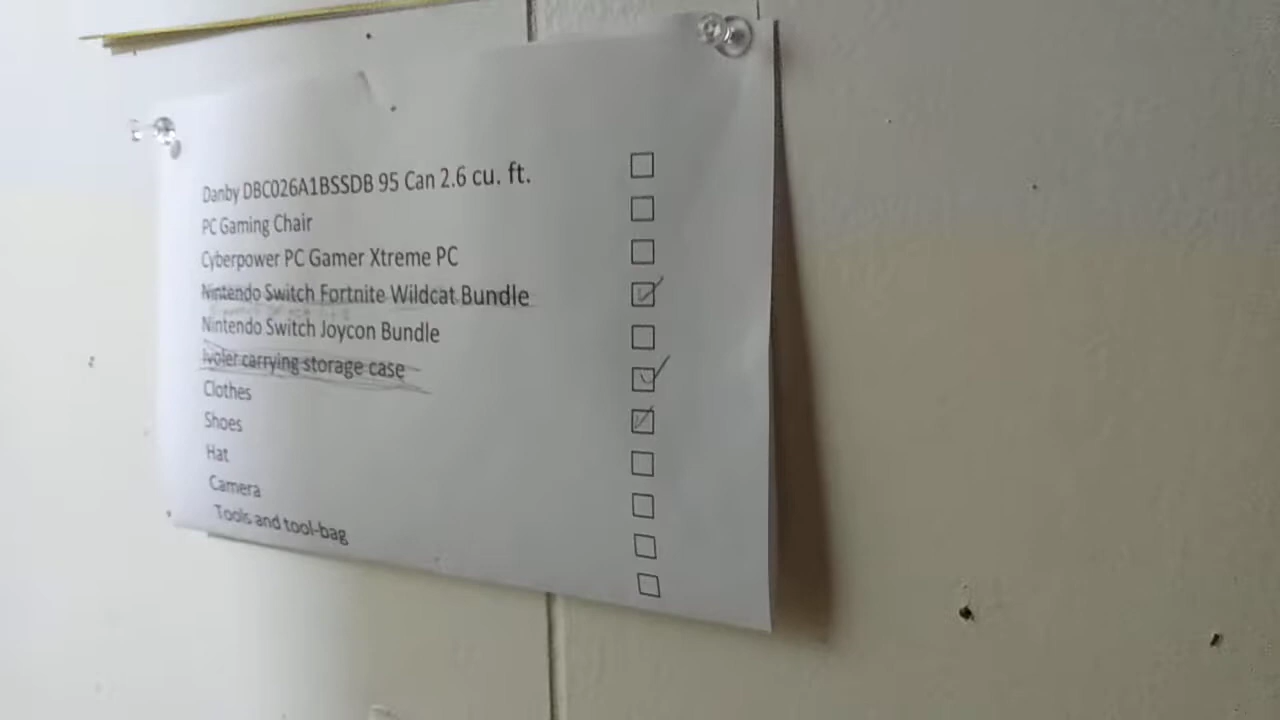 Danby DBC026A1BSSDB 95 Can 2.6 cu. ft.
PC Gaming Chair
Cyberpower PC Gamer Xtreme PC
Nintendo Switch Fortnite Wildcat Bundle
Nintendo Switch Joycon Bundle
Ivoler carrying storage case
Clothes
Shoes
Hat
Camera
Tools and tool-bag